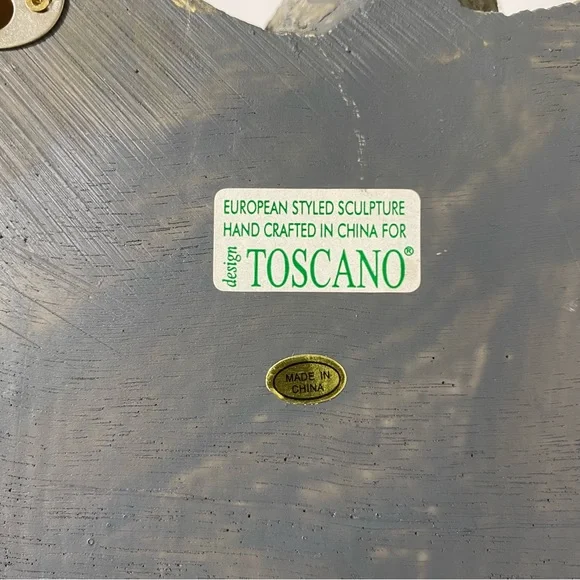 EUROPEAN STYLED SCULPTURE
HAND CRAFTED IN CHINA FOR
design TOSCANO®
MADE IN
CHINA